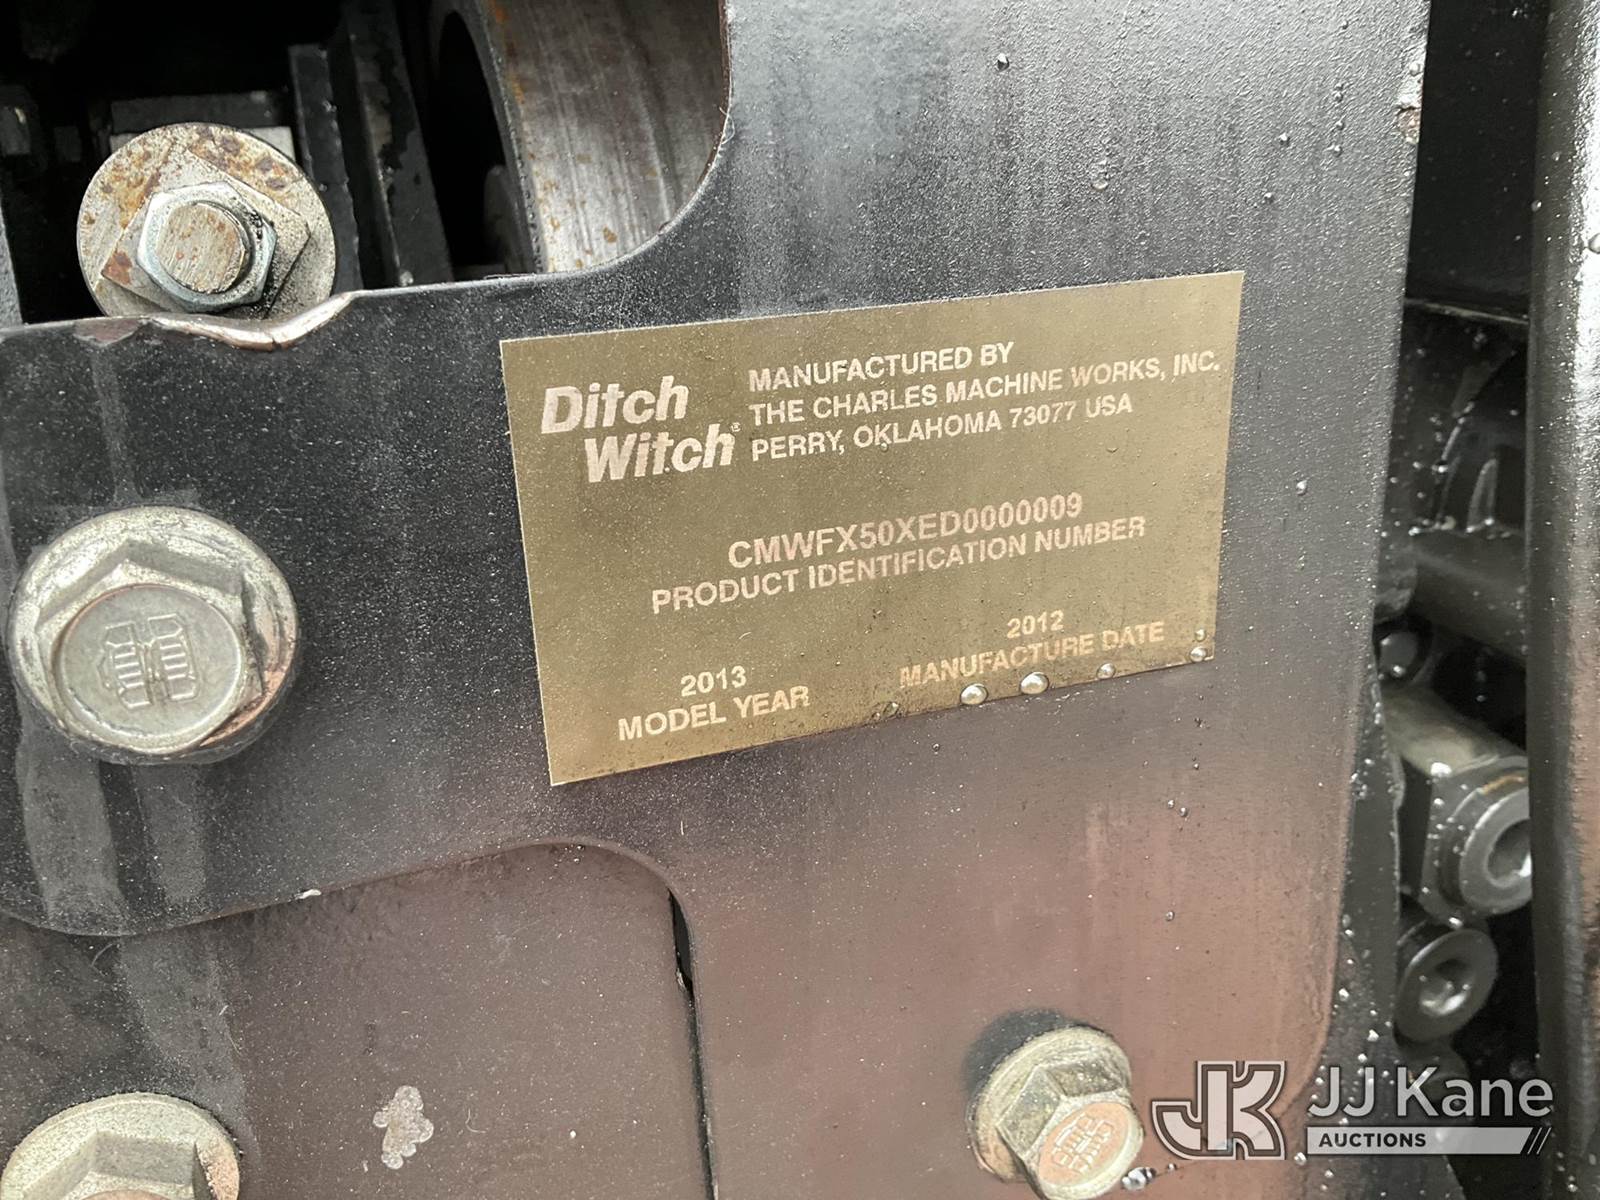 Ditch
Witch®
MANUFACTURED BY
THE CHARLES MACHINE WORKS, INC.
PERRY, OKLAHOMA 73077 USA
CMWFX50XED0000009
PRODUCT IDENTIFICATION NUMBER
2013
MODEL YEAR
2012
MANUFACTURE DATE
JK JJ Kane
AUCTIONS